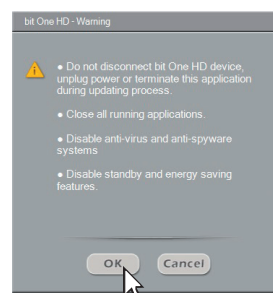 bit One HD - Warning
● Do not disconnect bit One HD device,
unplug power or terminate this application
during updating process.
● Close all running applications.
● Disable anti-virus and anti-spyware
systems
● Disable standby and energy saving
features.
OK Cancel